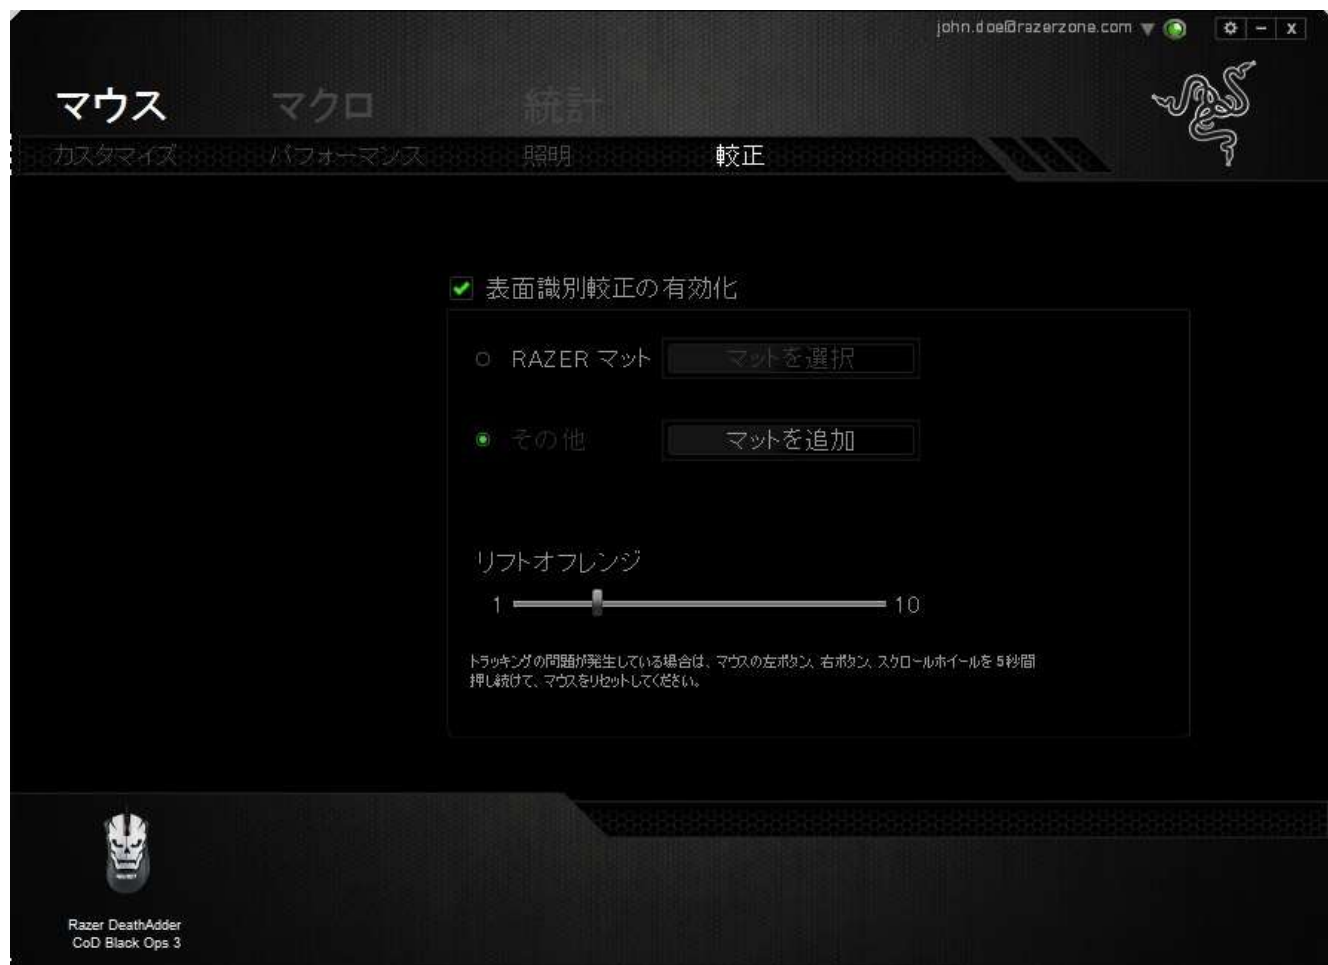 john.doe@razerzone.com
マウス マクロ 統計
カスタマイズ パフォーマンス 照明 較正
表面識別較正の有効化
RAZER マット マットを選択
その他 マットを追加
リフトオフレンジ
1 10
トラッキングの問題が発生している場合は、マウスの左ボタン、右ボタン、スクロールホイールを 5秒間
押し続けて、マウスをリセットしてください。
Razer DeathAdder
CoD Black Ops 3